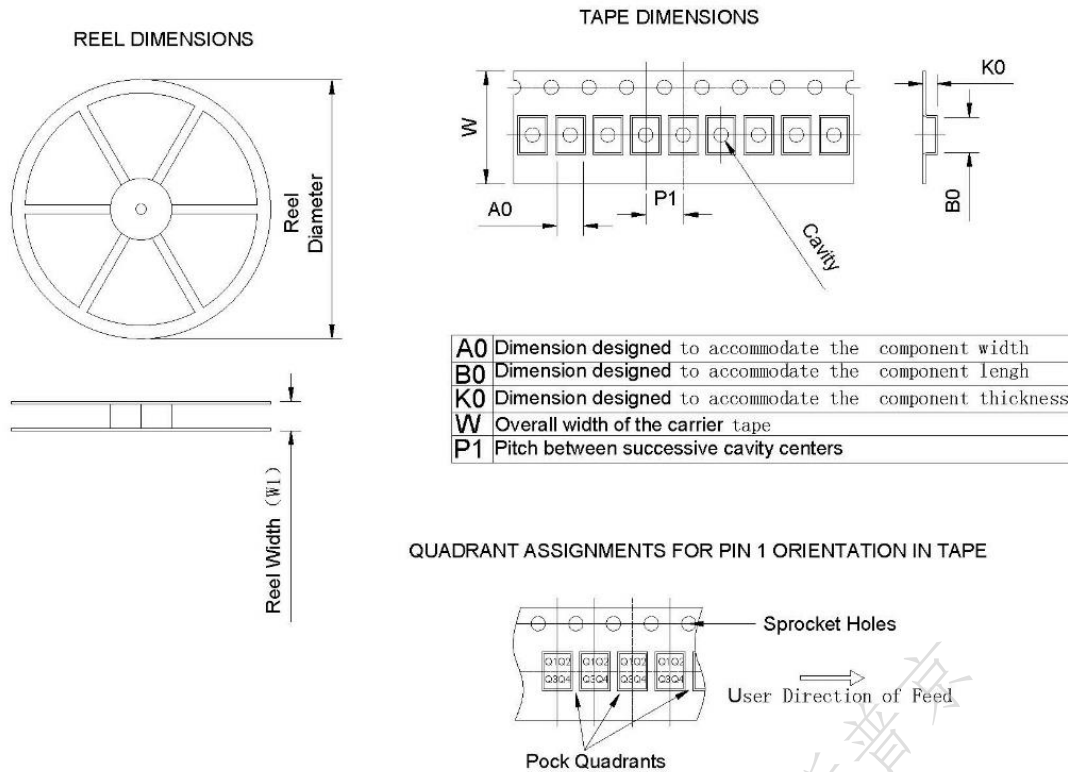 REEL DIMENSIONS
TAPE DIMENSIONS
Reel
Diameter
Reel Width (W1)
W
A0
P1
Cavity
K0
B0
A0 Dimension designed to accommodate the component width
B0 Dimension designed to accommodate the component lengh
K0 Dimension designed to accommodate the component thickness
W Overall width of the carrier tape
P1 Pitch between successive cavity centers
QUADRANT ASSIGNMENTS FOR PIN 1 ORIENTATION IN TAPE
Sprocket Holes
Q1Q2 Q1Q2 Q1Q2 Q1Q2
Q3Q4 Q3Q4 Q3Q4 Q3Q4
User Direction of Feed
Pock Quadrants
普京